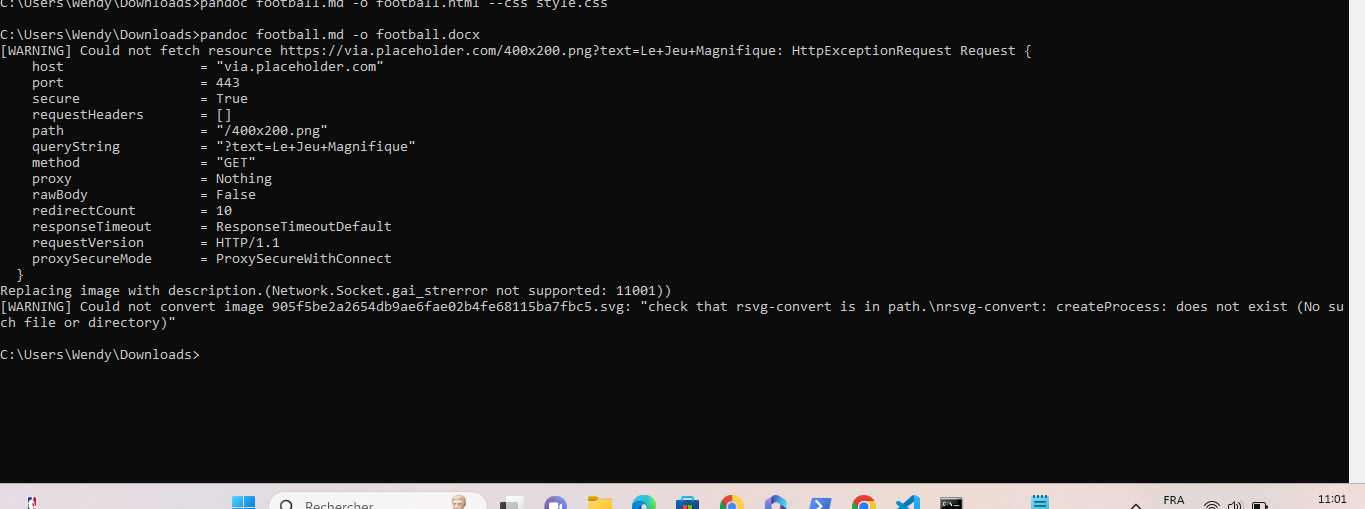 C:\Users\Wendy\Downloads>pandoc football.md -o football.html --css style.css
C:\Users\Wendy\Downloads>pandoc football.md -o football.docx
[WARNING] Could not fetch resource https://via.placeholder.com/400x200.png?text=Le+Jeu+Magnifique: HttpExceptionRequest Request {
host = "via.placeholder.com"
port = 443
secure = True
requestHeaders = []
path = "/400x200.png"
queryString = "?text=Le+Jeu+Magnifique"
method = "GET"
proxy = Nothing
rawBody = False
redirectCount = 10
responseTimeout = ResponseTimeoutDefault
requestVersion = HTTP/1.1
proxySecureMode = ProxySecureWithConnect
}
Replacing image with description.(Network.Socket.gai_strerror not supported: 11001))
[WARNING] Could not convert image 905f5be2a2654db9ae6fae02b4fe68115ba7fbc5.svg: "check that rsvg-convert is in path.\nrsvg-convert: createProcess: does not exist (No su
ch file or directory)"
C:\Users\Wendy\Downloads>
Rechercher
FRA
11:01